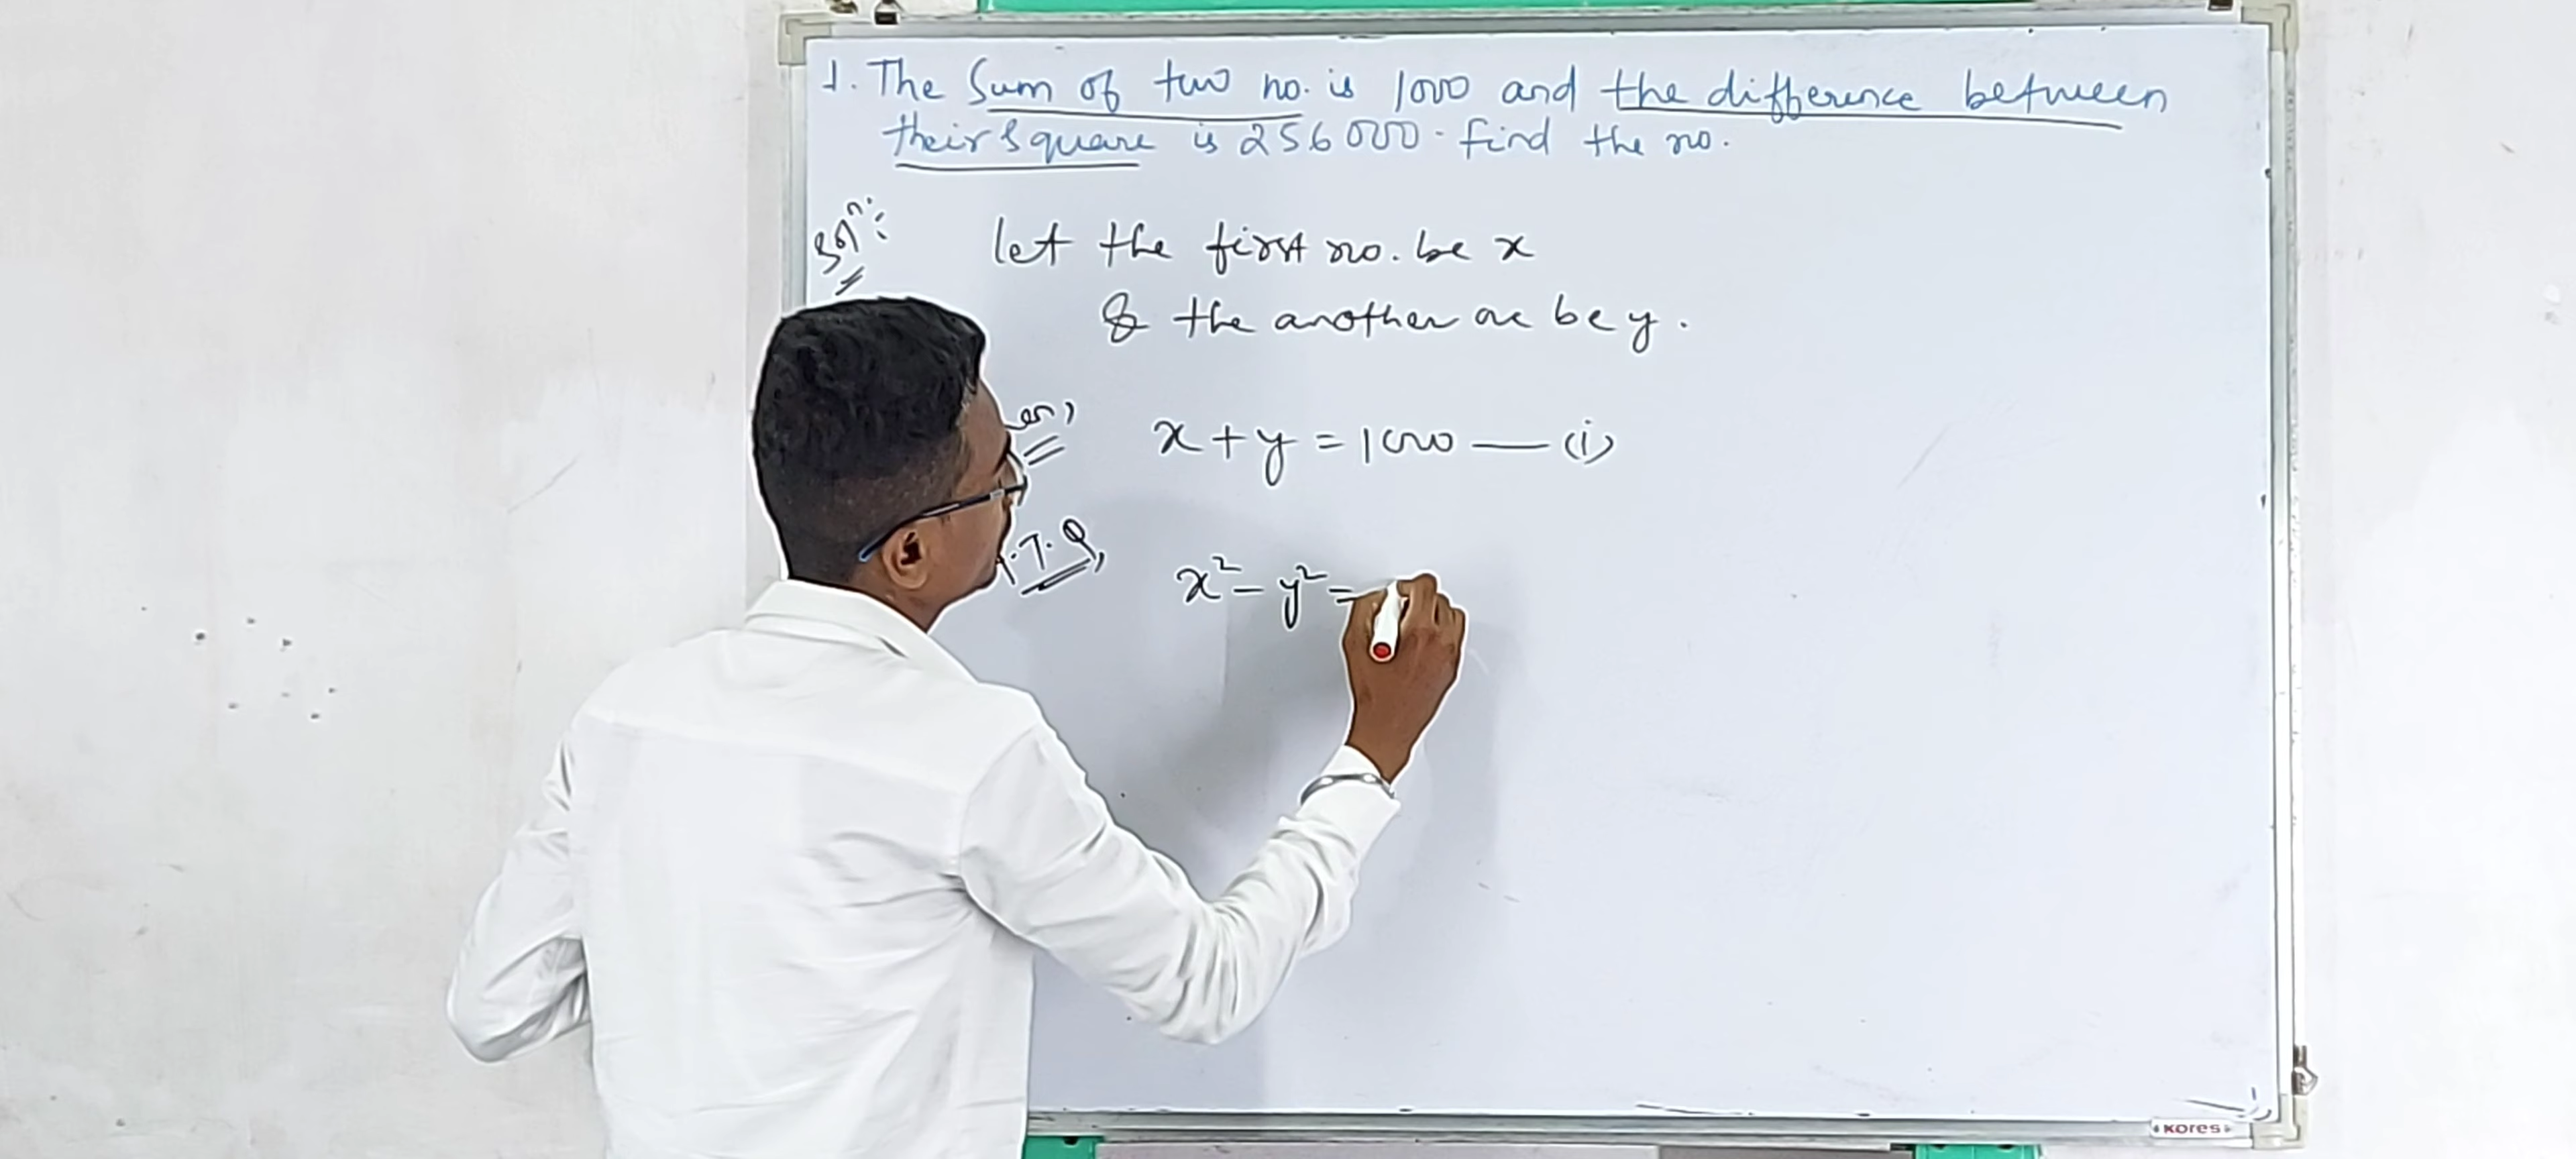 1. The Sum of two no. is 1000 and the difference between
their square is 256000. find the no.
Solⁿ:
let the first no. be x
& the another be y.
x + y = 1000 — (i)
.T.Q,
x² - y² =
KORES